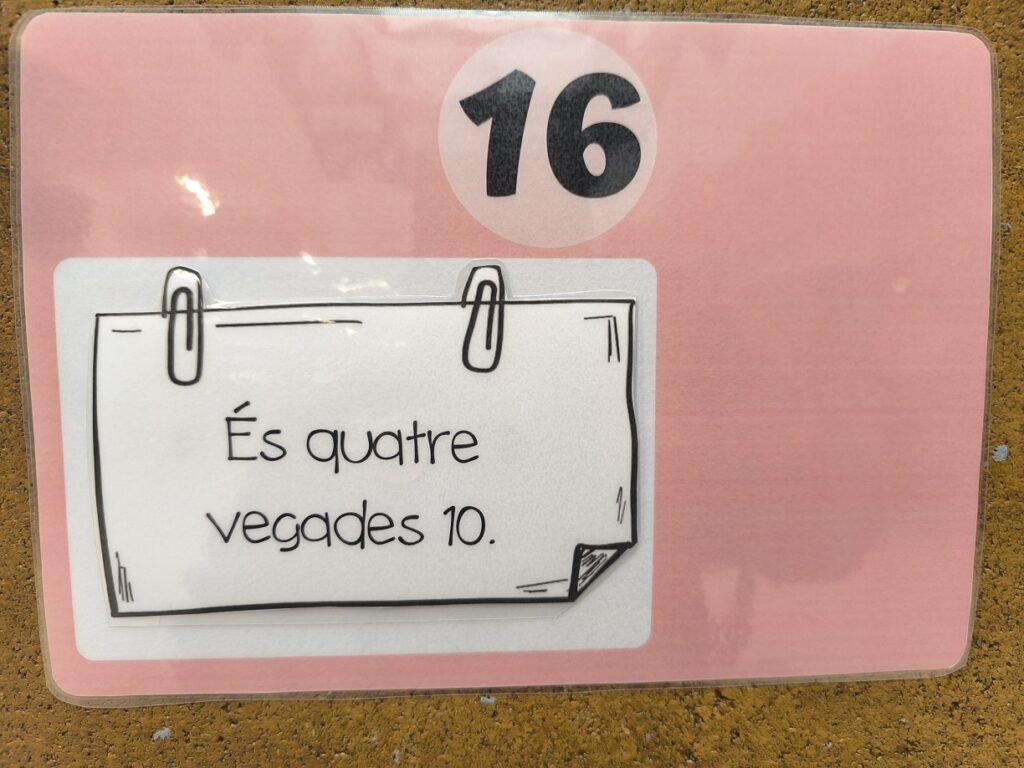 16
És quatre
vegades 10.